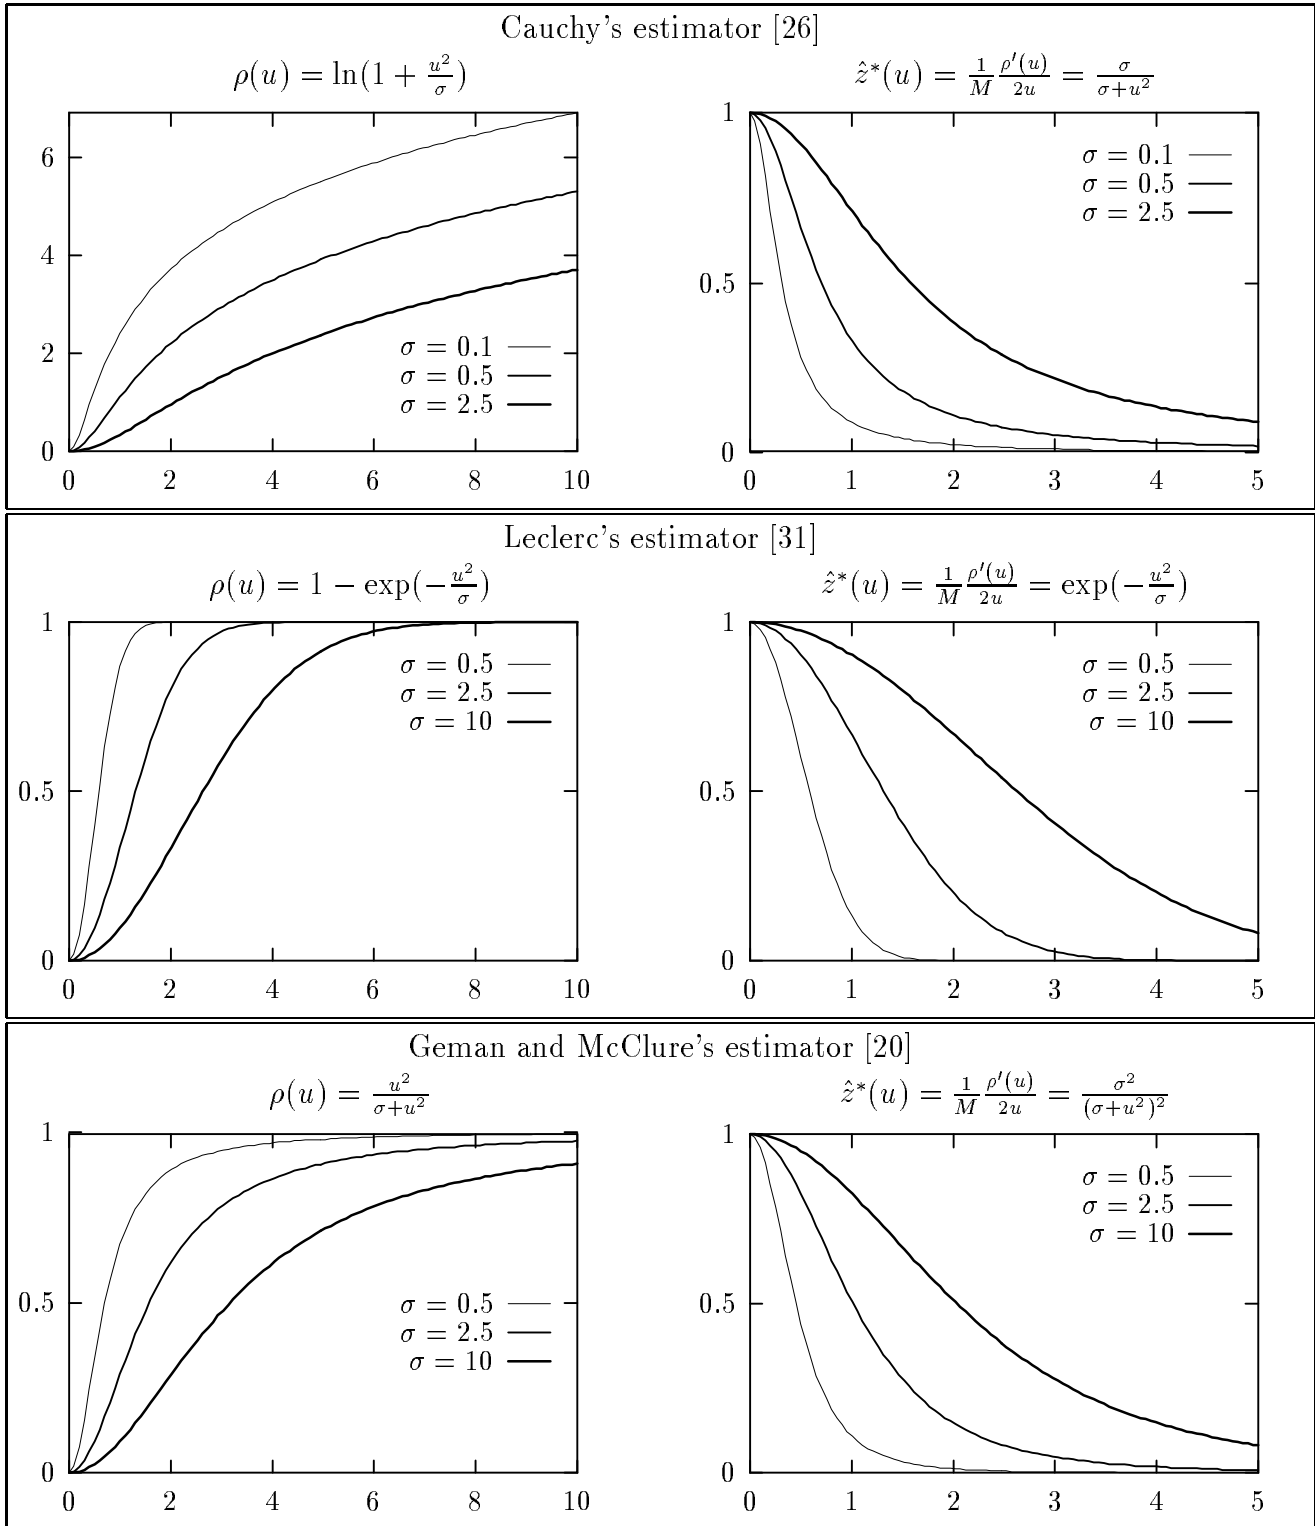 Cauchy's estimator [26]
ρ(u) = ln(1 + u²/σ)
ẑ*(u) = 1/M ρ′(u)/2u = σ/(σ+u²)
6
4
2
0
0 2 4 6 8 10
σ = 0.1
σ = 0.5
σ = 2.5
1
0.5
0
0 1 2 3 4 5
σ = 0.1
σ = 0.5
σ = 2.5
Leclerc's estimator [31]
ρ(u) = 1 − exp(−u²/σ)
ẑ*(u) = 1/M ρ′(u)/2u = exp(−u²/σ)
1
0.5
0
0 2 4 6 8 10
σ = 0.5
σ = 2.5
σ = 10
1
0.5
0
0 1 2 3 4 5
σ = 0.5
σ = 2.5
σ = 10
Geman and McClure's estimator [20]
ρ(u) = u²/(σ+u²)
ẑ*(u) = 1/M ρ′(u)/2u = σ²/(σ+u²)²
1
0.5
0
0 2 4 6 8 10
σ = 0.5
σ = 2.5
σ = 10
1
0.5
0
0 1 2 3 4 5
σ = 0.5
σ = 2.5
σ = 10